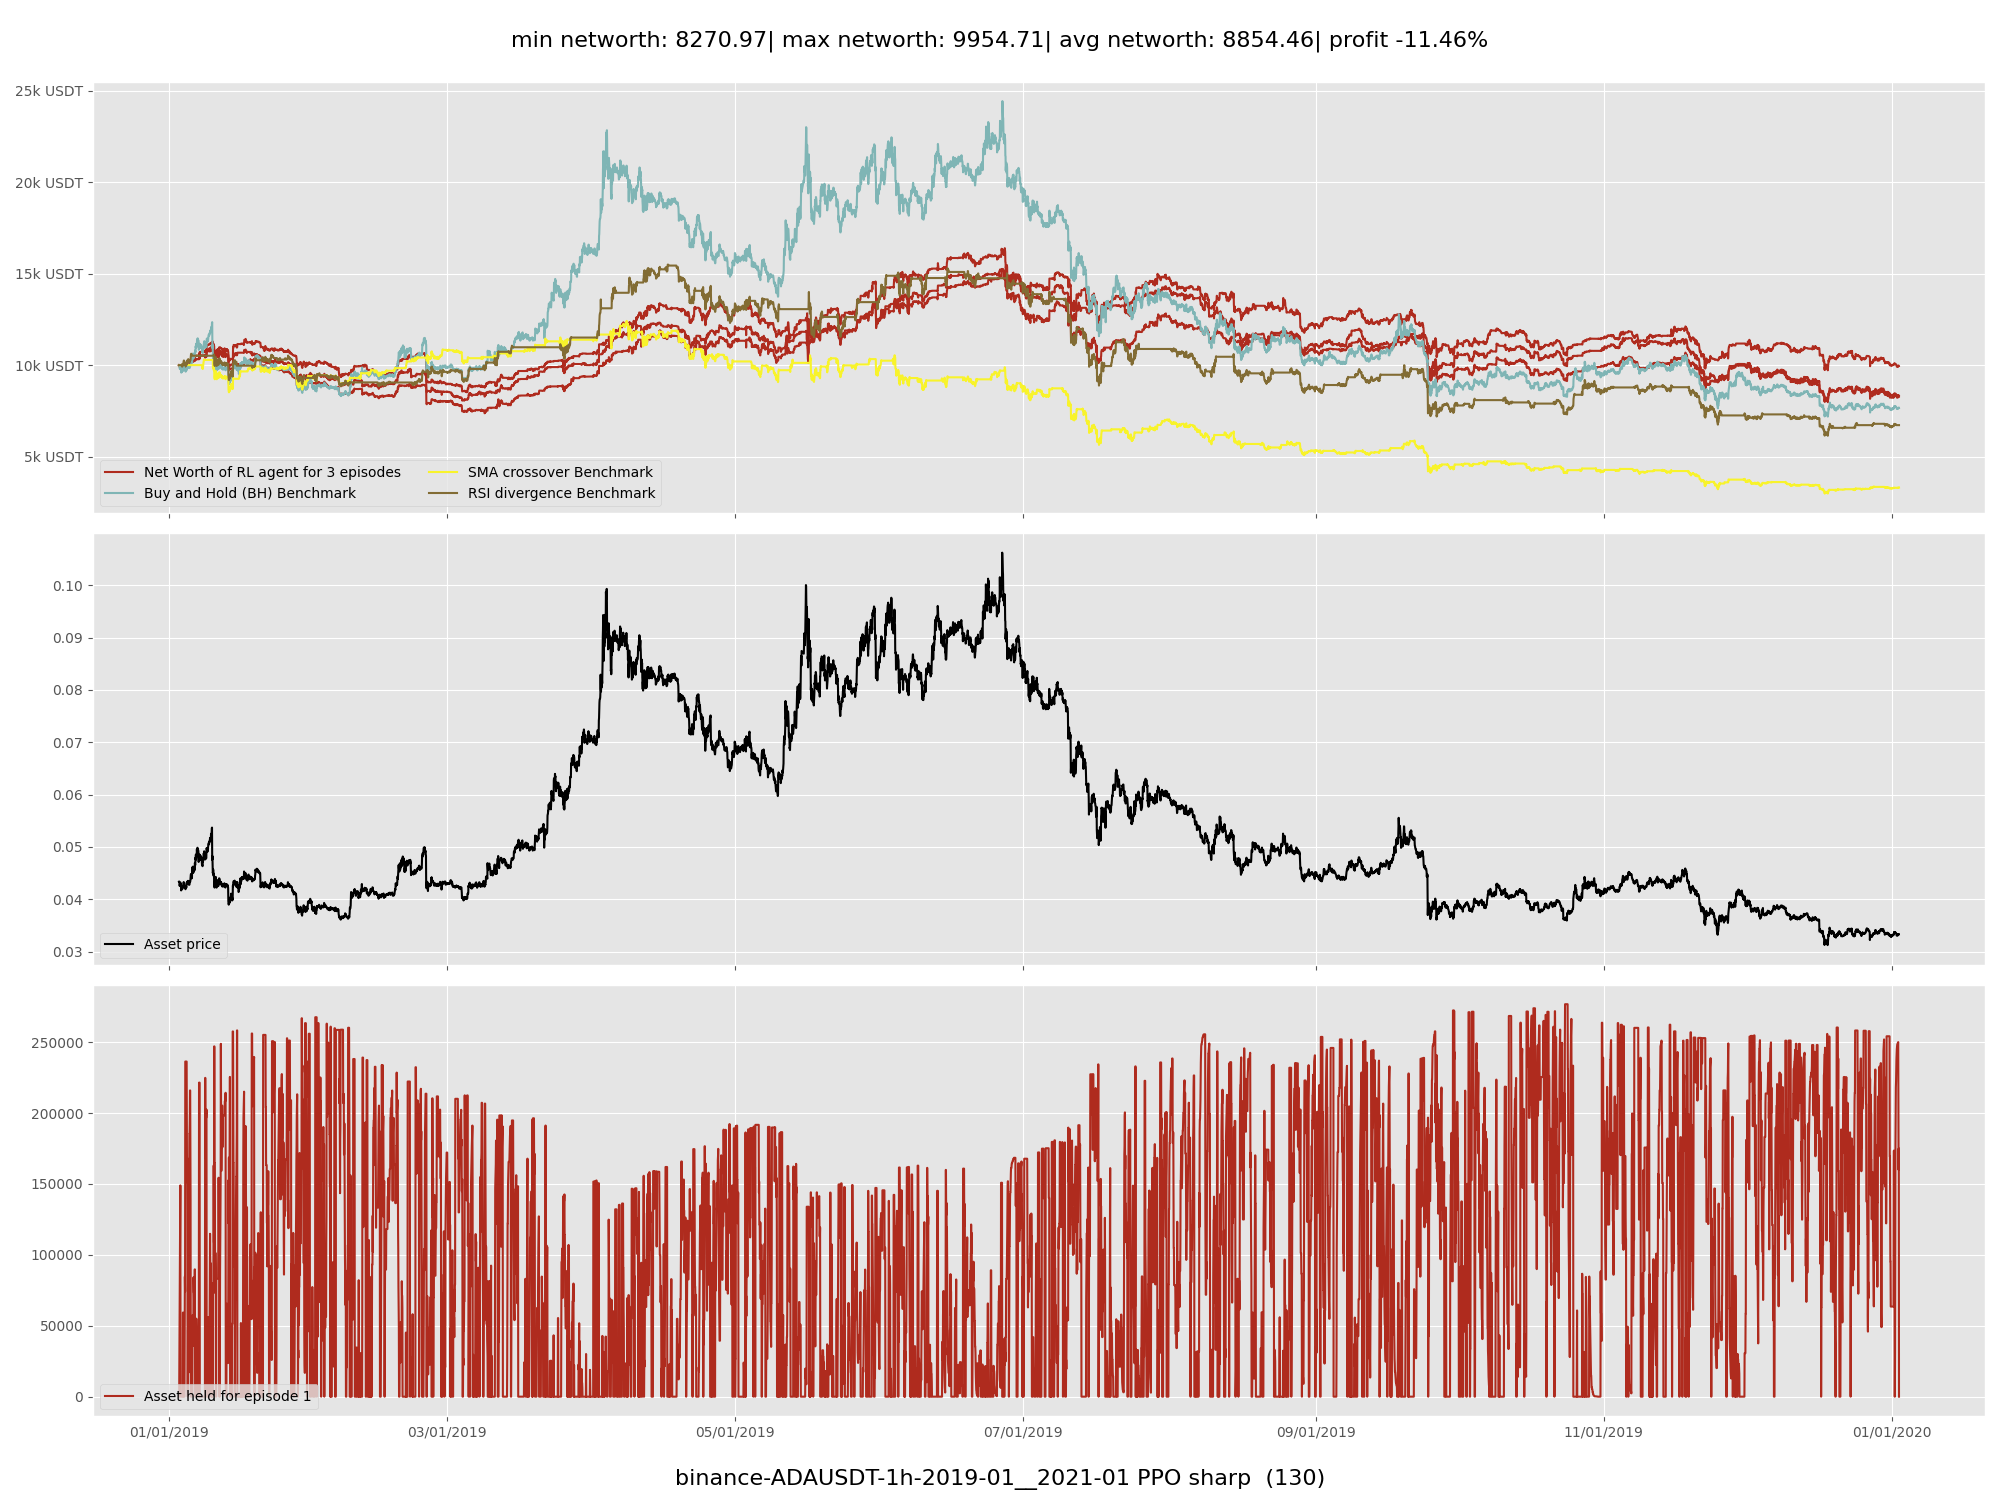 min networth: 8270.97| max networth: 9954.71| avg networth: 8854.46| profit -11.46%
25k USDT
20k USDT
15k USDT
10k USDT
5k USDT
Net Worth of RL agent for 3 episodes
Buy and Hold (BH) Benchmark
SMA crossover Benchmark
RSI divergence Benchmark
0.10
0.09
0.08
0.07
0.06
0.05
0.04
0.03
Asset price
250000
200000
150000
100000
50000
0
Asset held for episode 1
01/01/2019 03/01/2019 05/01/2019 07/01/2019 09/01/2019 11/01/2019 01/01/2020
binance-ADAUSDT-1h-2019-01__2021-01 PPO sharp  (130)